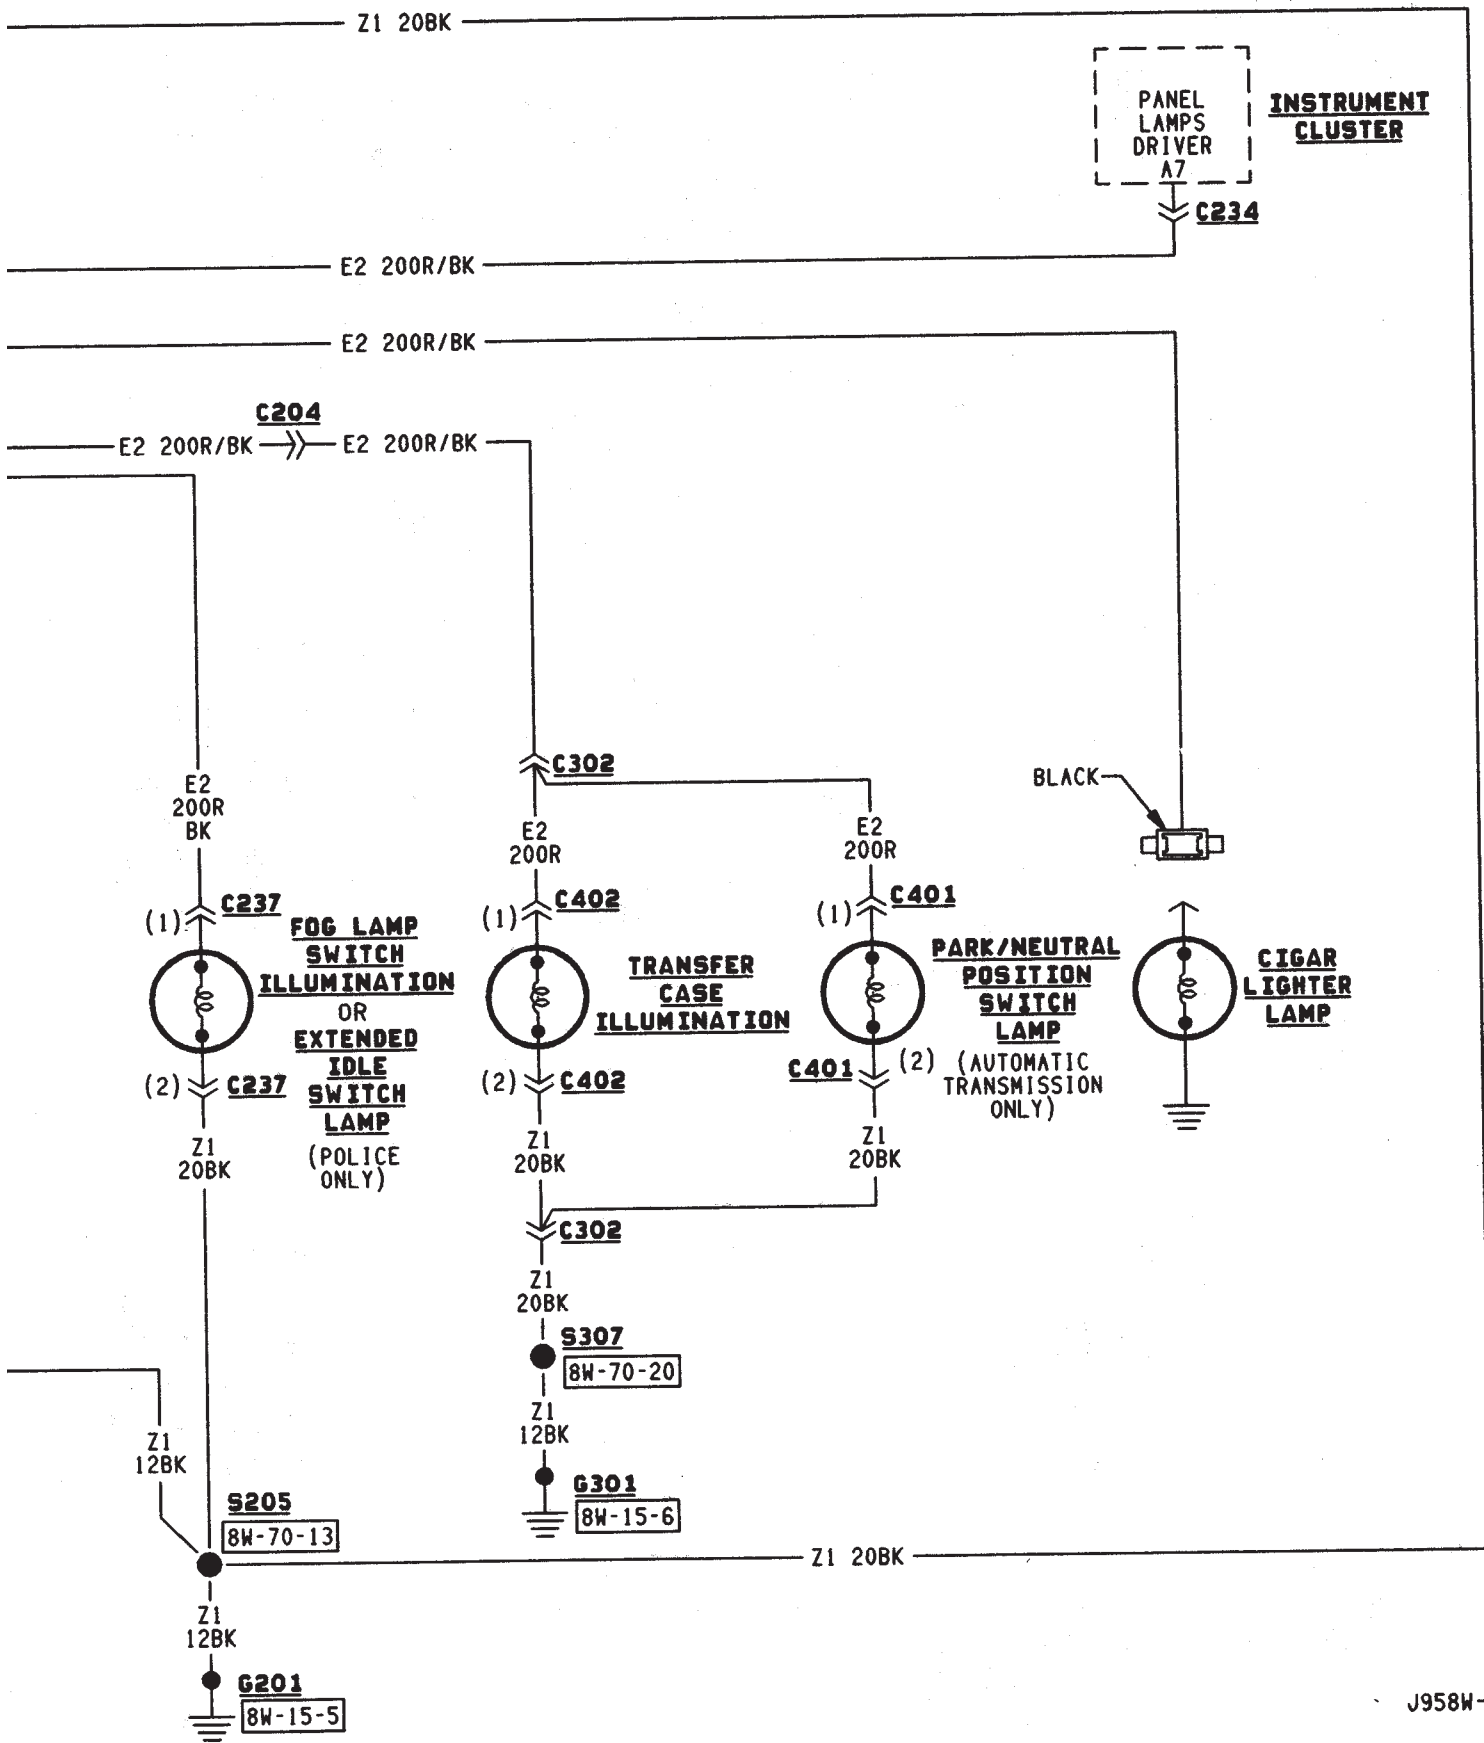 Z1 20BK
PANEL
LAMPS
DRIVER
A7
INSTRUMENT
CLUSTER
C234
E2 200R/BK
E2 200R/BK
C204
E2 200R/BK
E2 200R/BK
C302
BLACK
E2
200R
BK
E2
200R
E2
200R
(1)
C237
(1)
C402
(1)
C401
FOG LAMP
SWITCH
ILLUMINATION
OR
EXTENDED
IDLE
SWITCH
LAMP
(POLICE
ONLY)
TRANSFER
CASE
ILLUMINATION
PARK/NEUTRAL
POSITION
SWITCH
LAMP
(AUTOMATIC
TRANSMISSION
ONLY)
CIGAR
LIGHTER
LAMP
(2)
C237
(2)
C402
C401
(2)
Z1
20BK
Z1
20BK
Z1
20BK
C302
Z1
20BK
S307
8W-70-20
Z1
12BK
Z1
12BK
G301
8W-15-6
S205
8W-70-13
Z1 20BK
Z1
12BK
G201
8W-15-5
J958W-